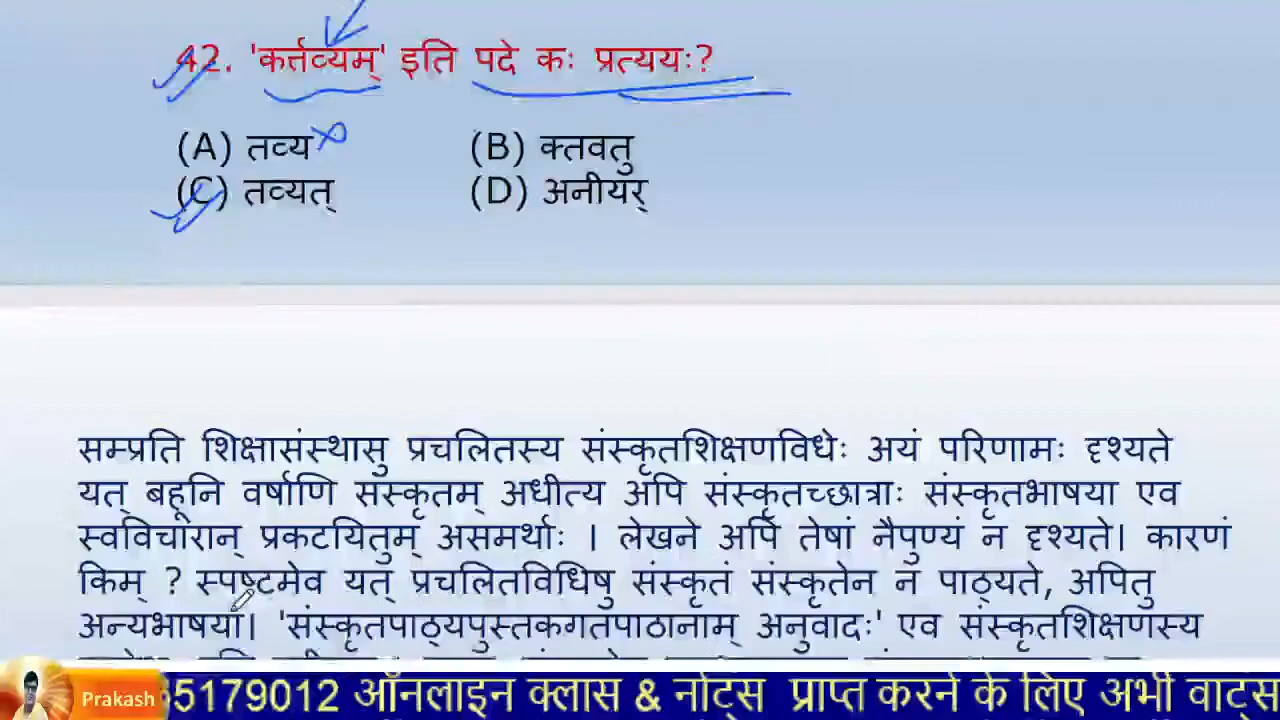 42. 'कर्त्तव्यम्' इति पदे कः प्रत्ययः?
(A) तव्य (B) क्तवतु
(C) तव्यत् (D) अनीयर्
सम्प्रति शिक्षासंस्थासु प्रचलितस्य संस्कृतशिक्षणविधेः अयं परिणामः दृश्यते
यत् बहूनि वर्षाणि संस्कृतम् अधीत्य अपि संस्कृतच्छात्राः संस्कृतभाषया एव
स्वविचारान् प्रकटयितुम् असमर्थाः । लेखने अपि तेषां नैपुण्यं न दृश्यते। कारणं
किम् ? स्पष्टमेव यत् प्रचलितविधिषु संस्कृतं संस्कृतेन न पाठ्यते, अपितु
अन्यभाषया। 'संस्कृतपाठ्यपुस्तकगतपाठानाम् अनुवादः' एव संस्कृतशिक्षणस्य
Prakash 5179012 ऑनलाइन क्लास & नोट्स प्राप्त करने के लिए अभी वाट्स